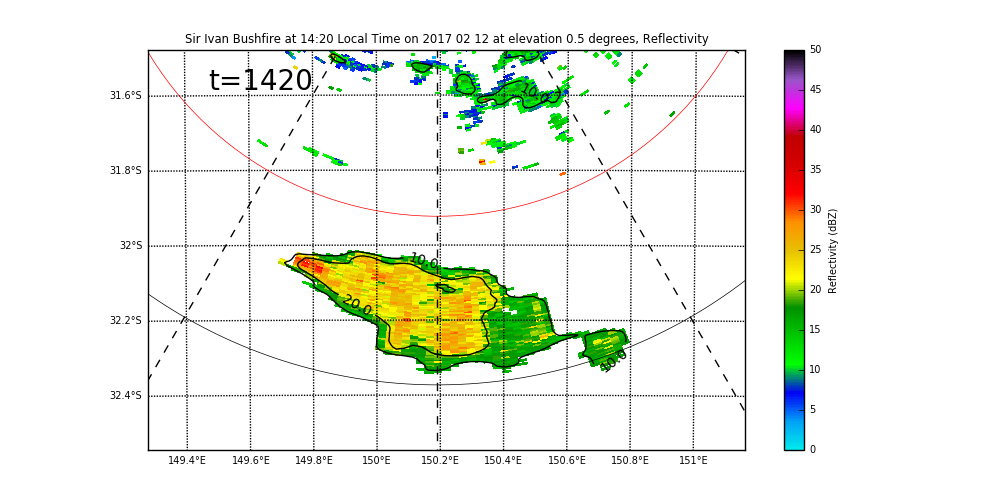 Sir Ivan Bushfire at 14:20 Local Time on 2017 02 12 at elevation 0.5 degrees, Reflectivity
t=1420
31.6°S
31.8°S
32°S
32.2°S
32.4°S
149.4°E 149.6°E 149.8°E 150°E 150.2°E 150.4°E 150.6°E 150.8°E 151°E
10.0
20.0
10.0
50
45
40
35
30
25
20
15
10
5
0
Reflectivity (dBZ)